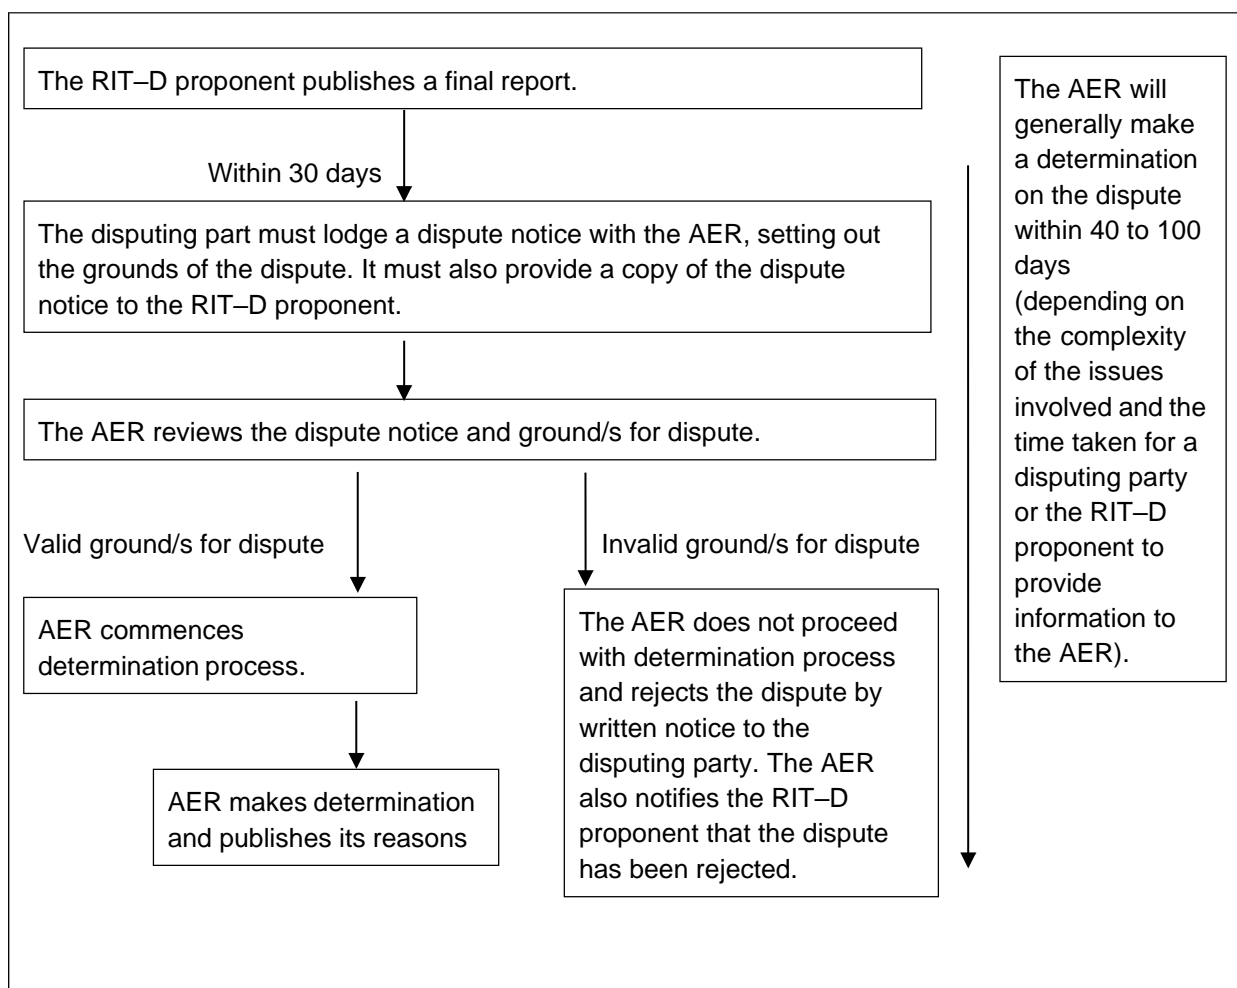 The RIT–D proponent publishes a final report.
Within 30 days
The disputing part must lodge a dispute notice with the AER, setting out
the grounds of the dispute. It must also provide a copy of the dispute
notice to the RIT–D proponent.
The AER reviews the dispute notice and ground/s for dispute.
Valid ground/s for dispute
Invalid ground/s for dispute
AER commences
determination process.
AER makes determination
and publishes its reasons
The AER does not proceed
with determination process
and rejects the dispute by
written notice to the
disputing party. The AER
also notifies the RIT–D
proponent that the dispute
has been rejected.
The AER will
generally make
a determination
on the dispute
within 40 to 100
days
(depending on
the complexity
of the issues
involved and the
time taken for a
disputing party
or the RIT–D
proponent to
provide
information to
the AER).